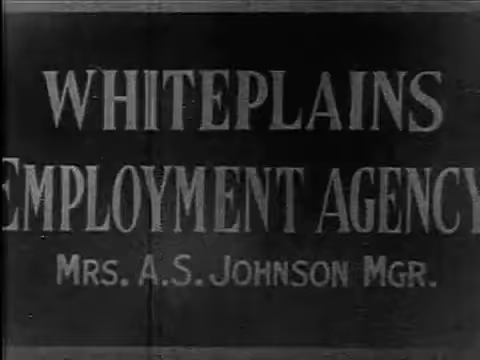 WHITEPLAINS
EMPLOYMENT AGENCY
MRS. A.S. JOHNSON MGR.